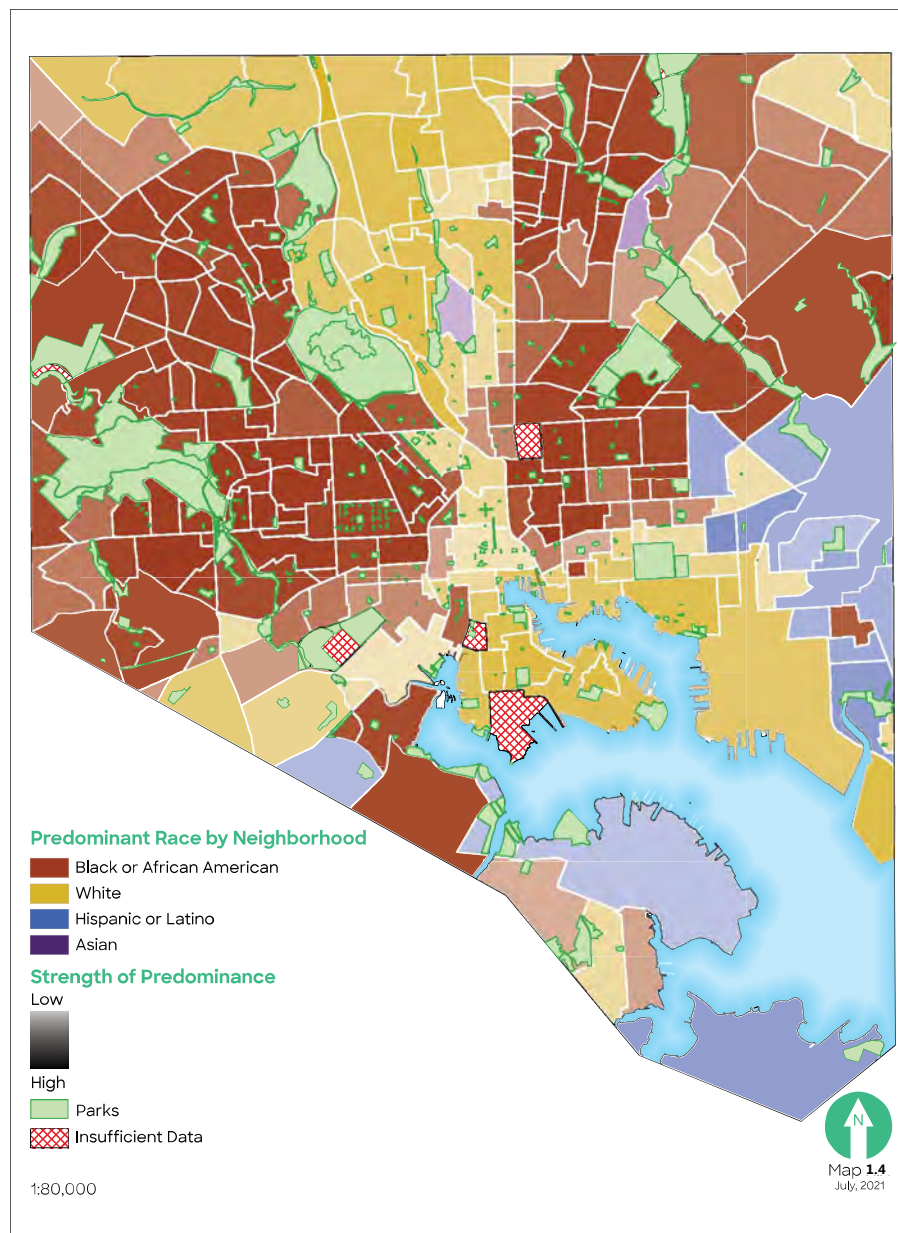 Predominant Race by Neighborhood
Black or African American
White
Hispanic or Latino
Asian
Strength of Predominance
Low
High
Parks
Insufficient Data
1:80,000
N
Map 1.4
July, 2021